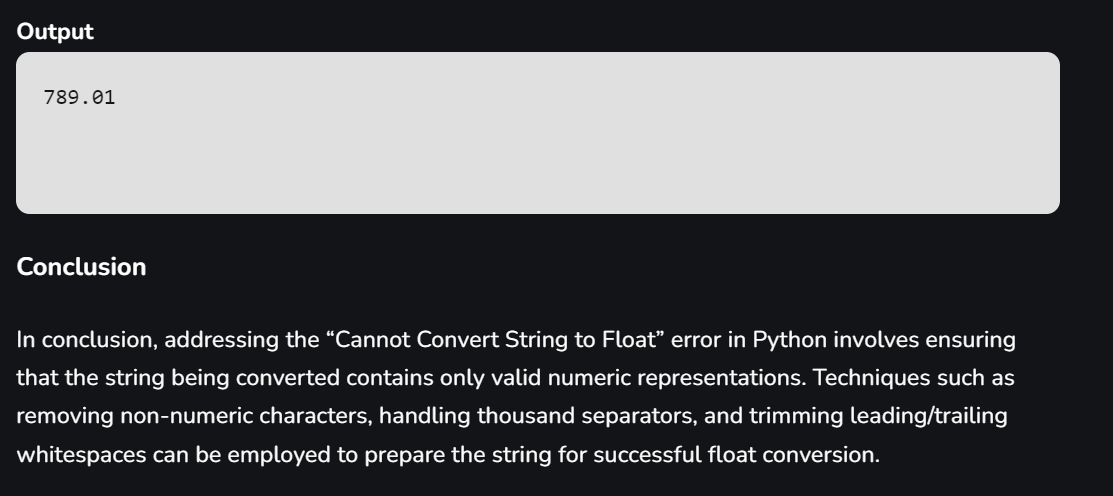 Output
789.01
Conclusion
In conclusion, addressing the “Cannot Convert String to Float” error in Python involves ensuring
that the string being converted contains only valid numeric representations. Techniques such as
removing non-numeric characters, handling thousand separators, and trimming leading/trailing
whitespaces can be employed to prepare the string for successful float conversion.